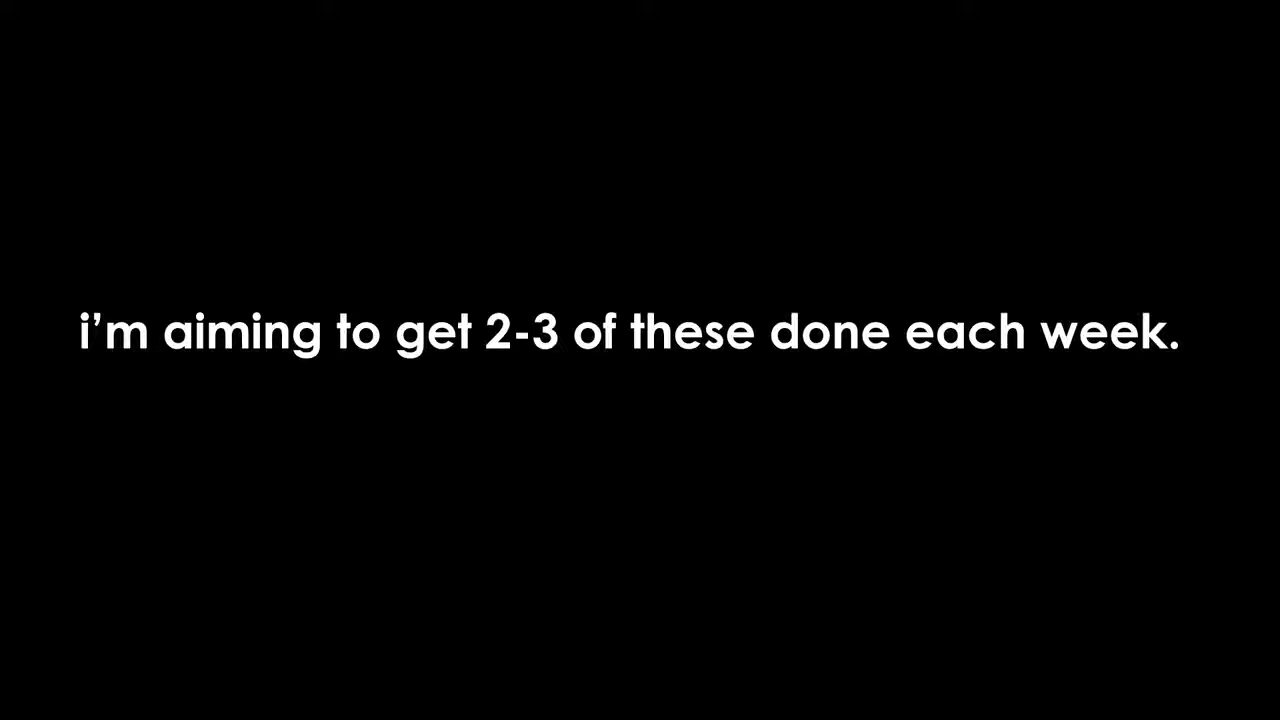 i’m aiming to get 2-3 of these done each week.